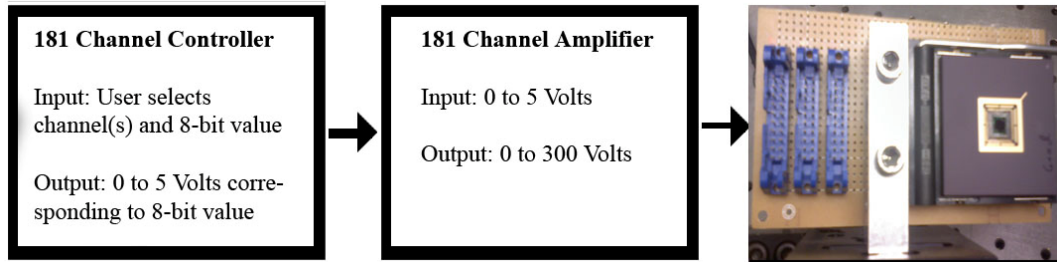 181 Channel Controller
Input: User selects
channel(s) and 8-bit value
Output: 0 to 5 Volts corre-
sponding to 8-bit value
181 Channel Amplifier
Input: 0 to 5 Volts
Output: 0 to 300 Volts